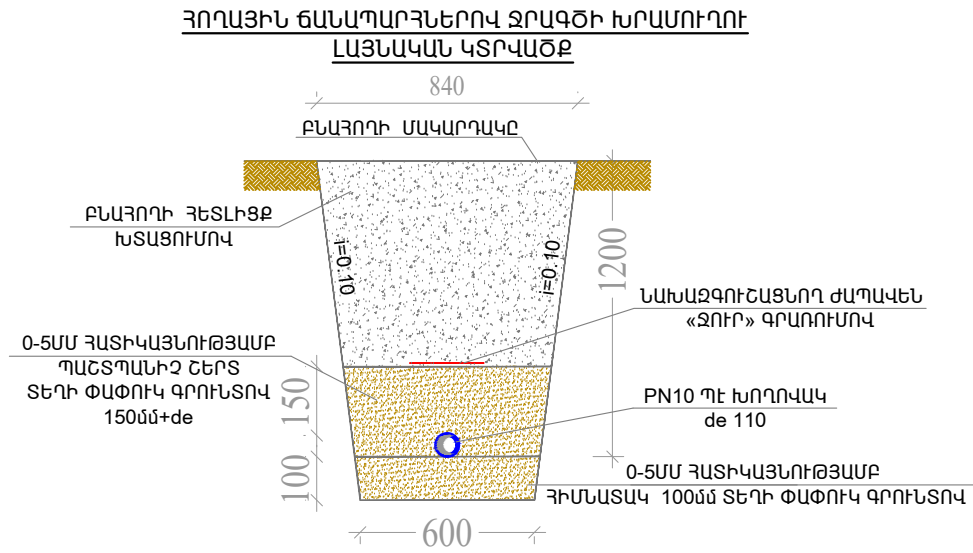 ՀՈՂԱՅԻՆ ՃԱՆԱՊԱՐՀՆԵՐՈՎ ՋՐԱԳԾԻ ԽՐԱՄՈՒՂՈՒ
ԼԱՅՆԱԿԱՆ ԿՏՐՎԱԾՔ
840
ԲՆԱՀՈՂԻ ՄԱԿԱՐԴԱԿԸ
ԲՆԱՀՈՂԻ ՀԵՏԼԻՑՔ
ԽՏԱՑՈՒՄՈՎ
i=0.10
i=0.10
1200
ՆԱԽԱԶԳՈՒՇԱՑՆՈՂ ԺԱՊԱՎԵՆ
«ՋՈՒՐ» ԳՐԱՌՈՒՄՈՎ
0-5ՄՄ ՀԱՏԻԿԱՅՆՈՒԹՅԱՄԲ
ՊԱՇՏՊԱՆԻՉ ՇԵՐՏ
ՏԵՂԻ ՓԱՓՈՒԿ ԳՐՈՒՆՏՈՎ
150մմ+de
150
PN10 ՊԷ ԽՈՂՈՎԱԿ
de 110
100
0-5ՄՄ ՀԱՏԻԿԱՅՆՈՒԹՅԱՄԲ
ՀԻՄՆԱՏԱԿ 100մմ ՏԵՂԻ ՓԱՓՈՒԿ ԳՐՈՒՆՏՈՎ
600